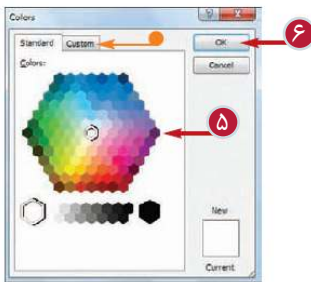 Colors
Standard
Custom
OK
۶
Cancel
Colors:
۵
New
Current